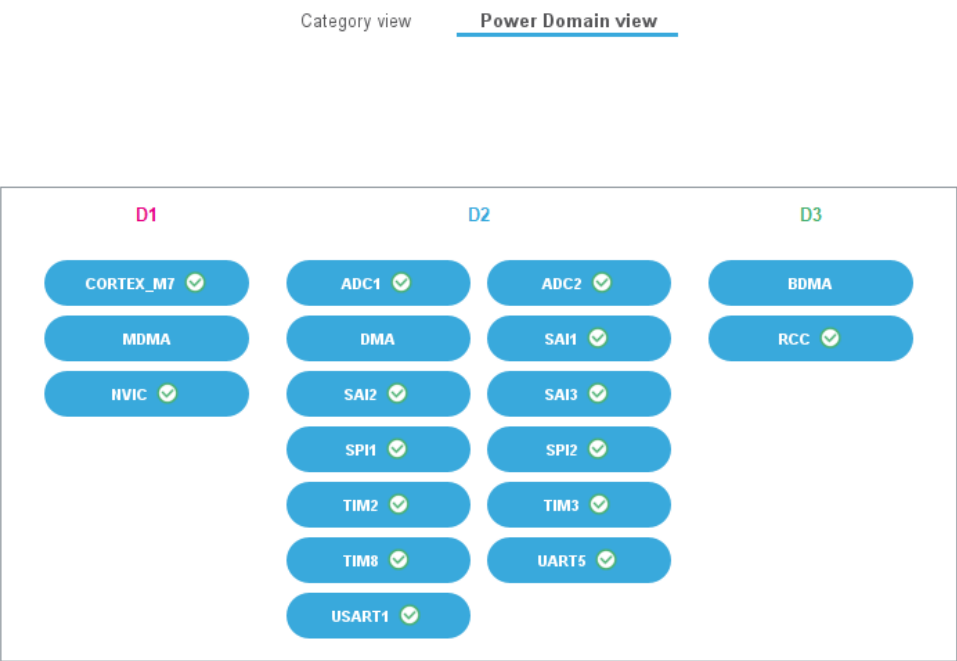 Category view Power Domain view
D1 D2 D3
CORTEX_M7 ADC1 ADC2 BDMA
MDMA DMA SAI1 RCC
NVIC SAI2 SAI3
SPI1 SPI2
TIM2 TIM3
TIM8 UART5
USART1